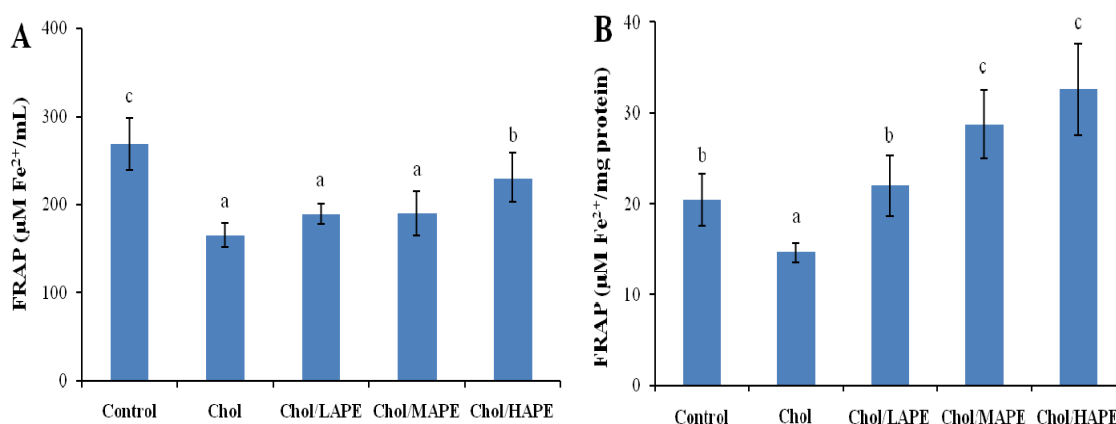 A
FRAP (µM Fe²⁺/mL)
400
300
200
100
0
c
a
a
a
b
Control Chol Chol/LAPE Chol/MAPE Chol/HAPE
B
FRAP (µM Fe²⁺/mg protein)
40
30
20
10
0
b
a
b
c
c
Control Chol Chol/LAPE Chol/MAPE Chol/HAPE